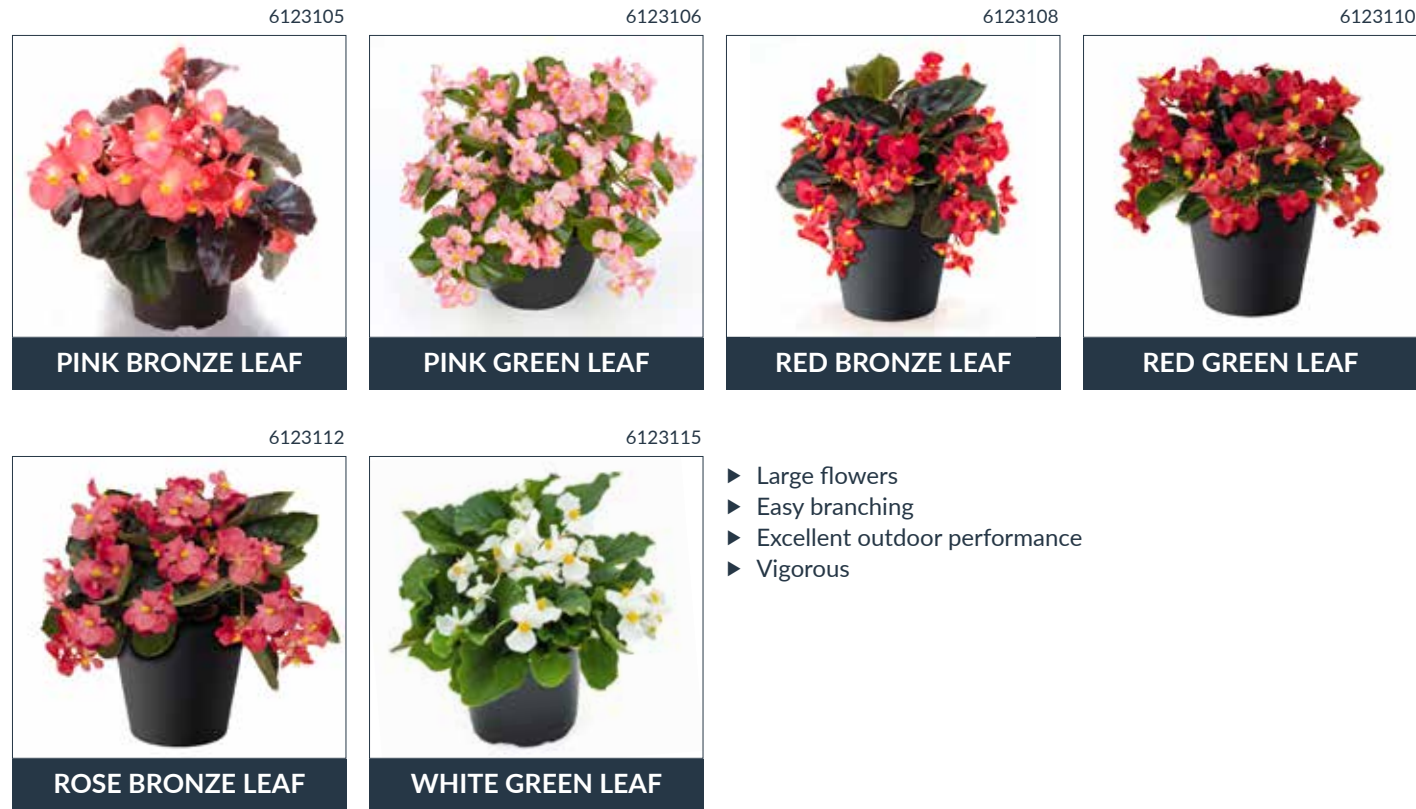 6123105
6123106
6123108
6123110
PINK BRONZE LEAF
PINK GREEN LEAF
RED BRONZE LEAF
RED GREEN LEAF
6123112
6123115
ROSE BRONZE LEAF
WHITE GREEN LEAF
▶ Large flowers
▶ Easy branching
▶ Excellent outdoor performance
▶ Vigorous